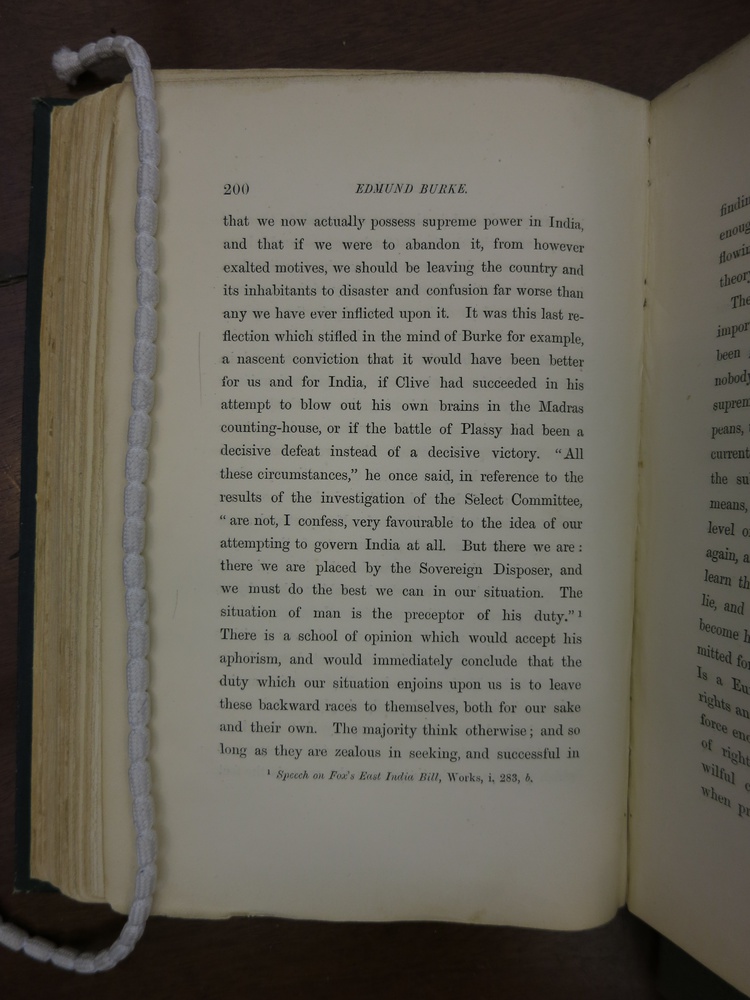 200 EDMUND BURKE.
that we now actually possess supreme power in India,
and that if we were to abandon it, from however
exalted motives, we should be leaving the country and
its inhabitants to disaster and confusion far worse than
any we have ever inflicted upon it. It was this last re-
flection which stifled in the mind of Burke for example,
a nascent conviction that it would have been better
for us and for India, if Clive had succeeded in his
attempt to blow out his own brains in the Madras
counting-house, or if the battle of Plassy had been a
decisive defeat instead of a decisive victory. “All
these circumstances,” he once said, in reference to the
results of the investigation of the Select Committee,
“are not, I confess, very favourable to the idea of our
attempting to govern India at all. But there we are:
there we are placed by the Sovereign Disposer, and
we must do the best we can in our situation. The
situation of man is the preceptor of his duty.”¹
There is a school of opinion which would accept his
aphorism, and would immediately conclude that the
duty which our situation enjoins upon us is to leave
these backward races to themselves, both for our sake
and their own. The majority think otherwise; and so
long as they are zealous in seeking, and successful in
¹ Speech on Fox's East India Bill, Works, i. 283, b.
enoug
theory
The
impor
been
nobody
suprem
peans,
current
the su
means,
level o
again, a
learn th
lie, and
become h
mitted fo
Is a Eu
rights an
force eno
of right
wilful
when p